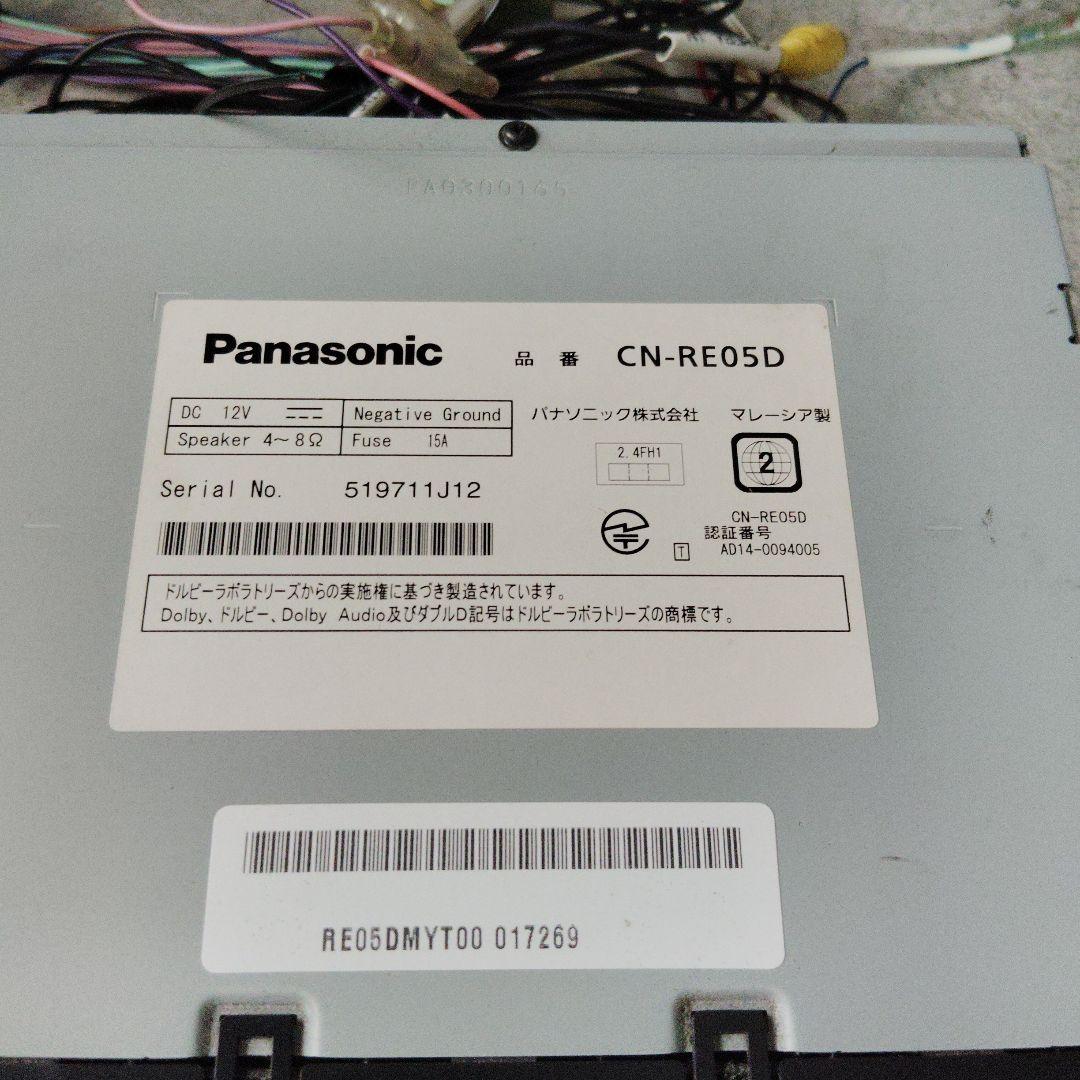 Panasonic 品番 CN-RE05D
DC 12V Negative Ground
Speaker 4～8Ω Fuse 15A
パナソニック株式会社 マレーシア製
2.4FH1
2
Serial No. 519711J12
CN-RE05D
認証番号
T AD14-0094005
ドルビーラボラトリーズからの実施権に基づき製造されています。
Dolby、ドルビー、Dolby Audio及びダブルD記号はドルビーラボラトリーズの商標です。
RE05DMYT00 017269